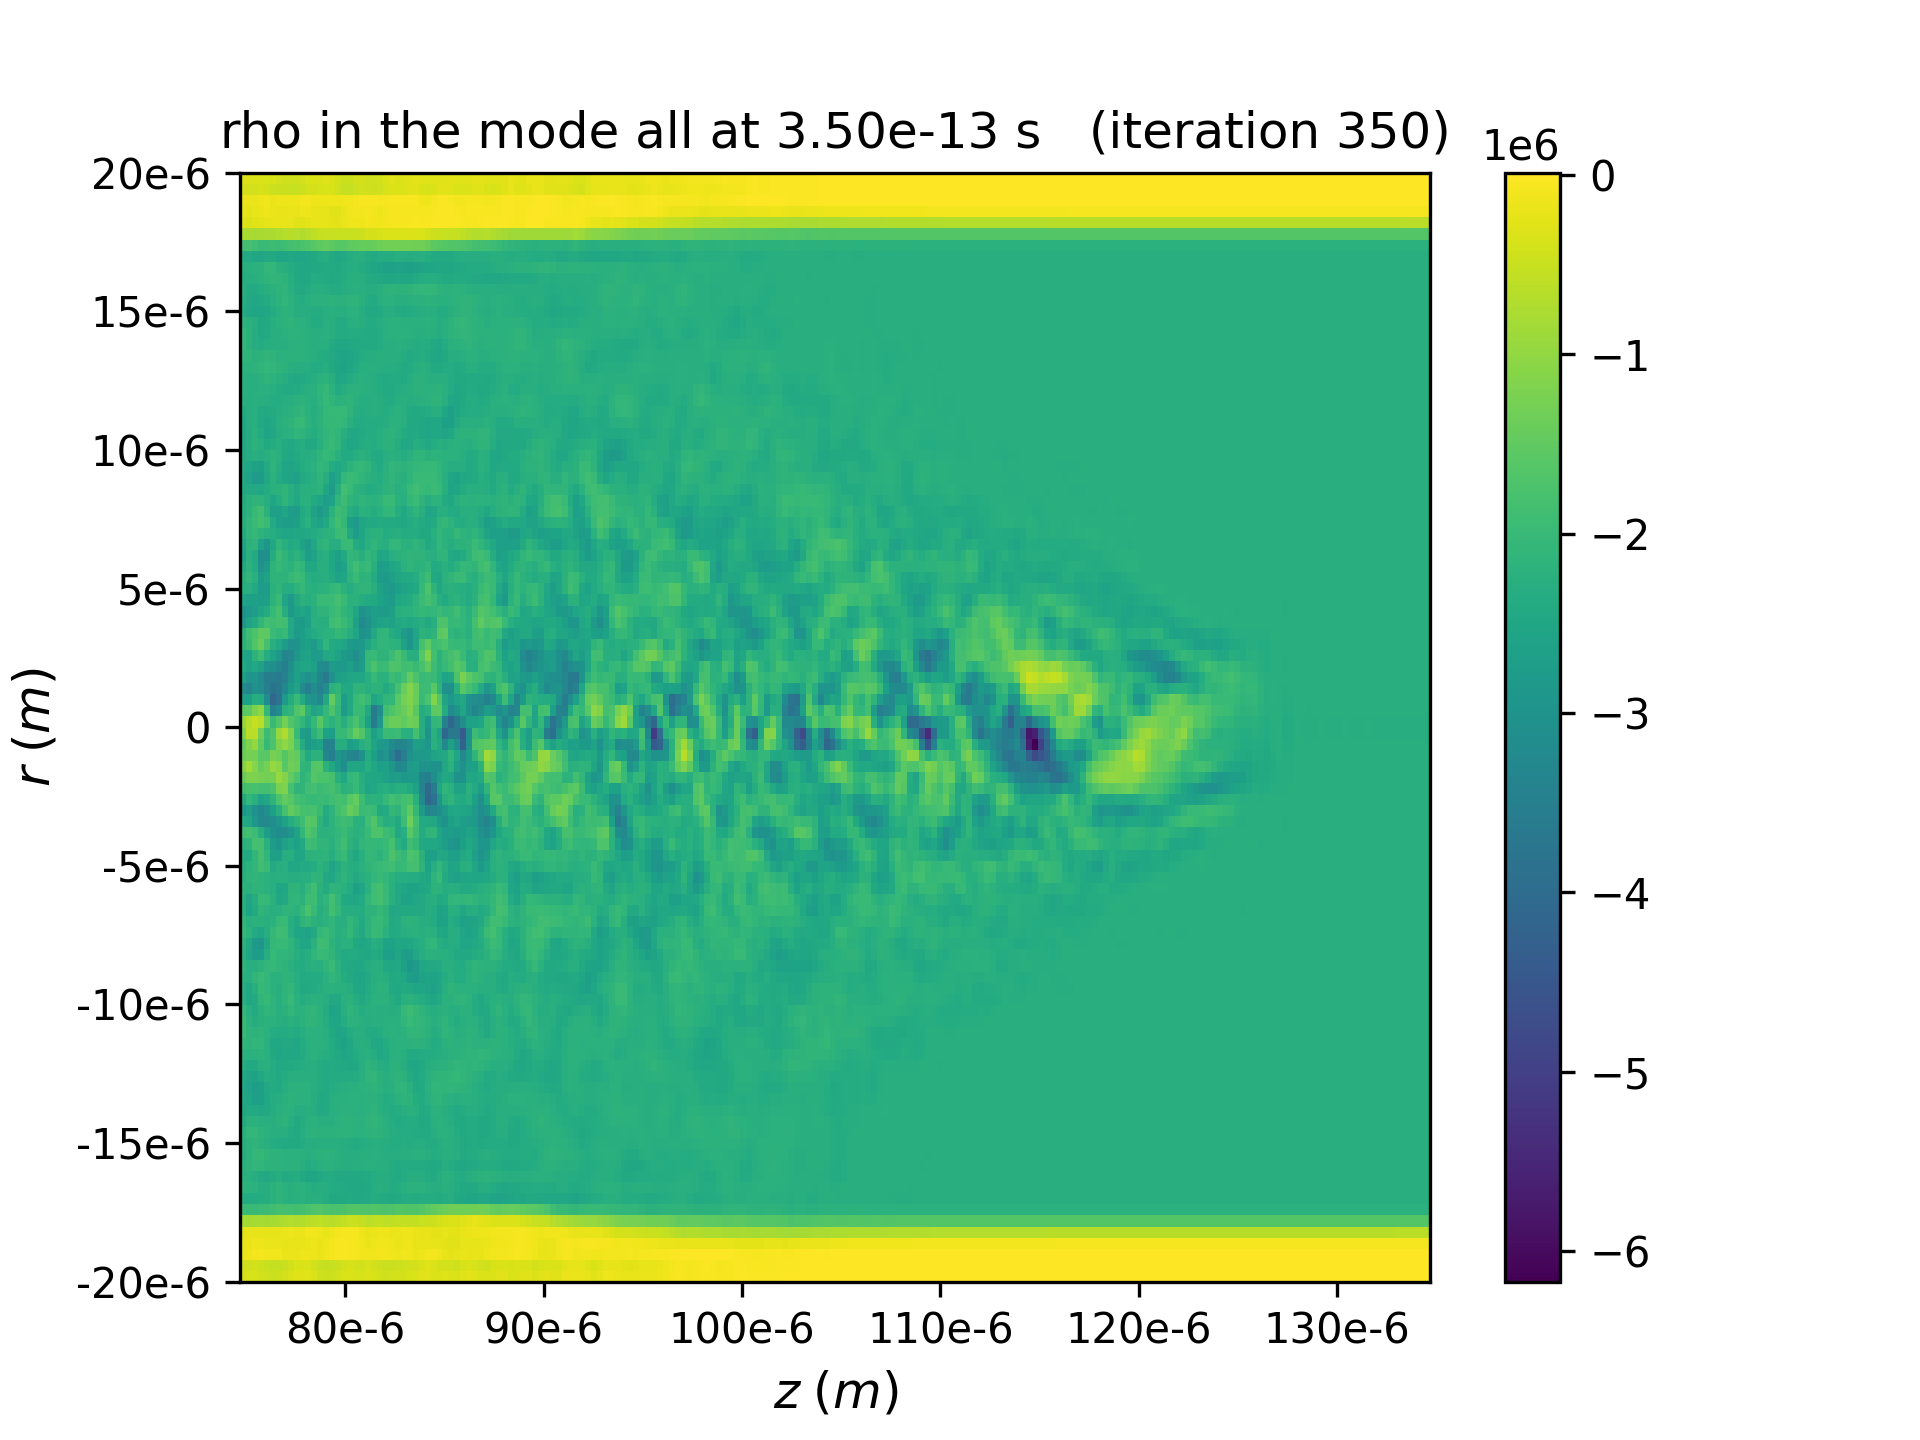 rho in the mode all at 3.50e-13 s   (iteration 350)
1e6
20e-6
15e-6
10e-6
5e-6
0
-5e-6
-10e-6
-15e-6
-20e-6
r (m)
80e-6 90e-6 100e-6 110e-6 120e-6 130e-6
z (m)
0
−1
−2
−3
−4
−5
−6